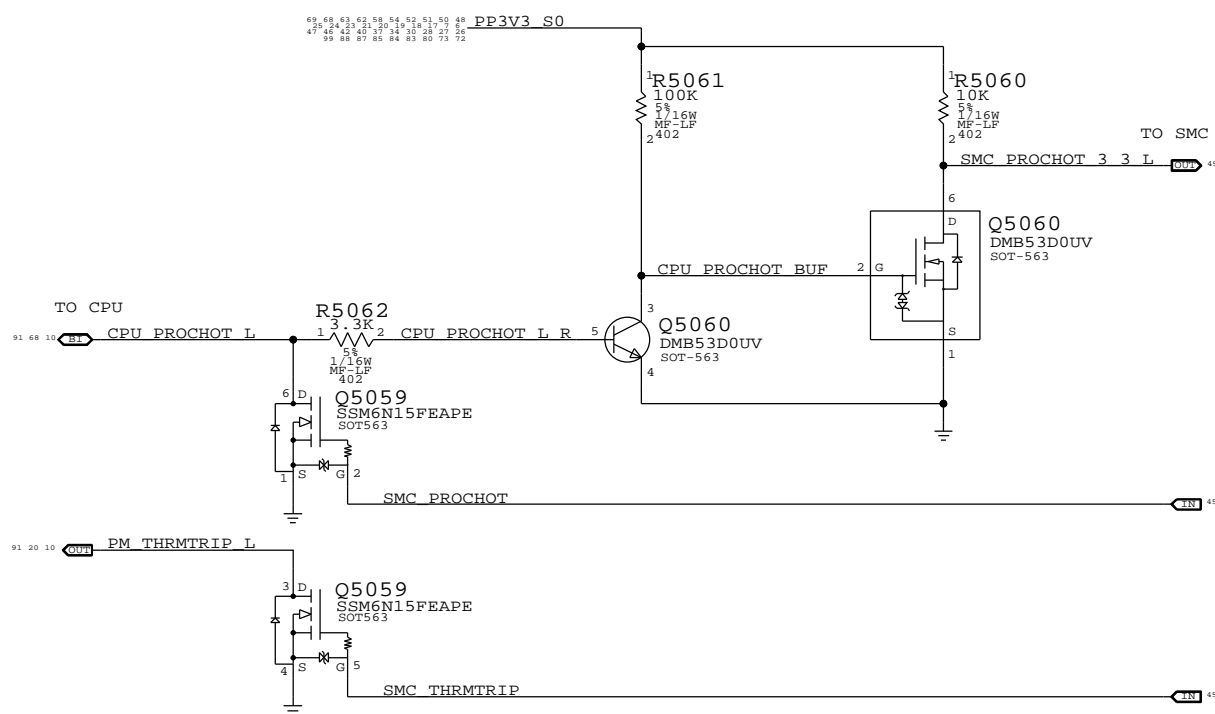 69 68 63 62 58 54 52 51 50 48
25 24 23 21 20 19 18 17 7 6
47 46 42 40 37 34 30 28 27 26
99 88 87 85 84 83 80 73 72
PP3V3_S0
1
R5061
100K
5%
1/16W
MF-LF
402
2
1
R5060
10K
5%
1/16W
MF-LF
402
2
TO SMC
SMC_PROCHOT_3_3_L
OUT
6
D
Q5060
DMB53D0UV
SOT-563
2
G
S
1
CPU_PROCHOT_BUF
3
Q5060
DMB53D0UV
SOT-563
5
4
TO CPU
91 68 10
BI
CPU_PROCHOT_L
R5062
3.3K
1
2
5%
1/16W
MF-LF
402
CPU_PROCHOT_L_R
6
D
Q5059
SSM6N15FEAPE
SOT563
1
S
G
2
SMC_PROCHOT
IN
91 20 10
OUT
PM_THRMTRIP_L
3
D
Q5059
SSM6N15FEAPE
SOT563
4
S
G
5
SMC_THRMTRIP
IN